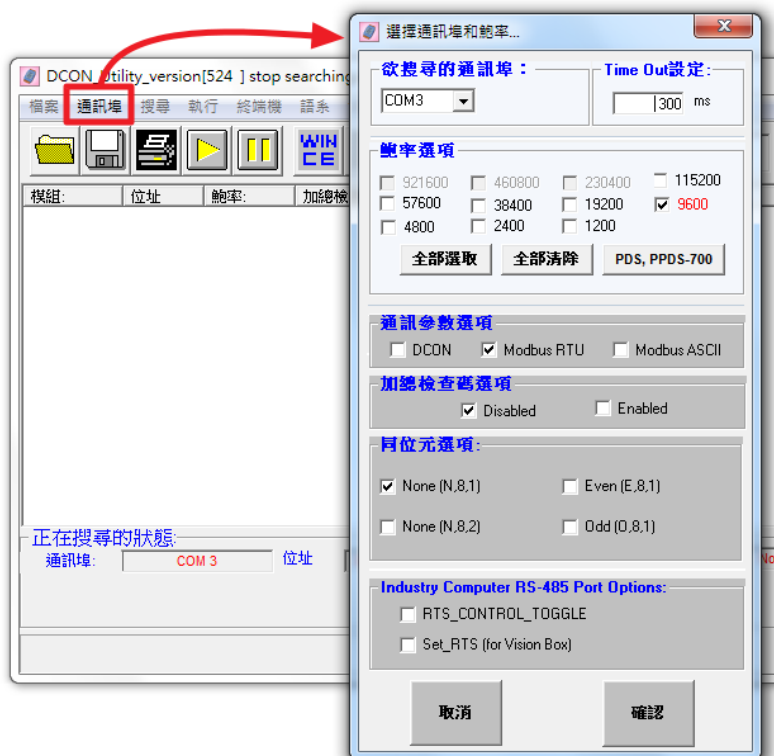 選擇通訊埠和鮑率...
DCON_Utility_version[524 ] stop searching
檔案 通訊埠 搜尋 執行 終端機 語系
WIN CE
模組: 位址 鮑率: 加總檢
正在搜尋的狀態:
通訊埠: COM 3 位址
No
欲搜尋的通訊埠: Time Out設定:
COM3 300 ms
鮑率選項
921600 460800 230400 115200
57600 38400 19200 9600
4800 2400 1200
全部選取 全部清除 PDS, PPDS-700
通訊參數選項
DCON Modbus RTU Modbus ASCII
加總檢查碼選項
Disabled Enabled
同位元選項:
None (N,8,1) Even (E,8,1)
None (N,8,2) Odd (O,8,1)
Industry Computer RS-485 Port Options:
RTS_CONTROL_TOGGLE
Set_RTS (for Vision Box)
取消 確認